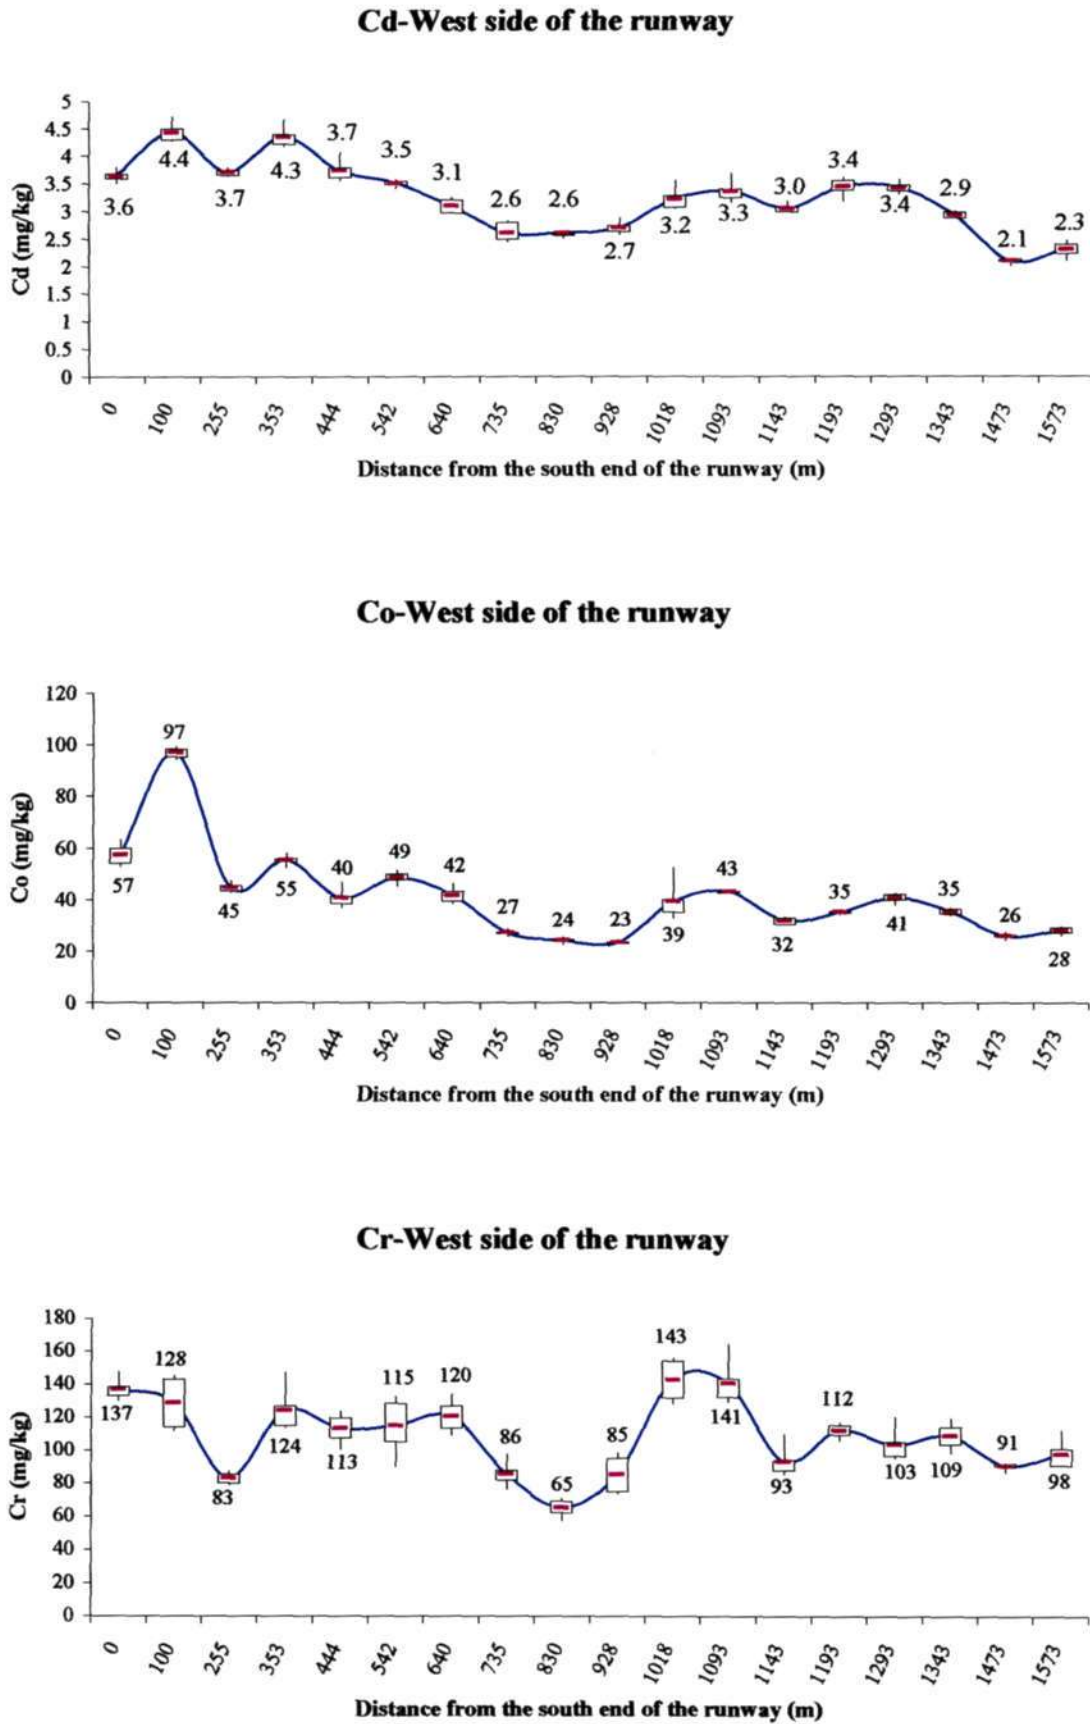 Cd-West side of the runway
5
4.5
4
3.5
3
2.5
2
1.5
1
0.5
0
Cd (mg/kg)
3.6 4.4 3.7 4.3 3.7 3.5 3.1 2.6 2.6 2.7 3.2 3.3 3.0 3.4 3.4 2.9 2.1 2.3
0 100 255 353 444 542 640 735 830 928 1018 1093 1143 1193 1293 1343 1473 1573
Distance from the south end of the runway (m)
Co-West side of the runway
120
100
80
60
40
20
0
Co (mg/kg)
57 97 45 55 40 49 42 27 24 23 39 43 32 35 41 35 26 28
0 100 255 353 444 542 640 735 830 928 1018 1093 1143 1193 1293 1343 1473 1573
Distance from the south end of the runway (m)
Cr-West side of the runway
180
160
140
120
100
80
60
40
20
0
Cr (mg/kg)
137 128 83 124 113 115 120 86 65 85 143 141 93 112 103 109 91 98
0 100 255 353 444 542 640 735 830 928 1018 1093 1143 1193 1293 1343 1473 1573
Distance from the south end of the runway (m)